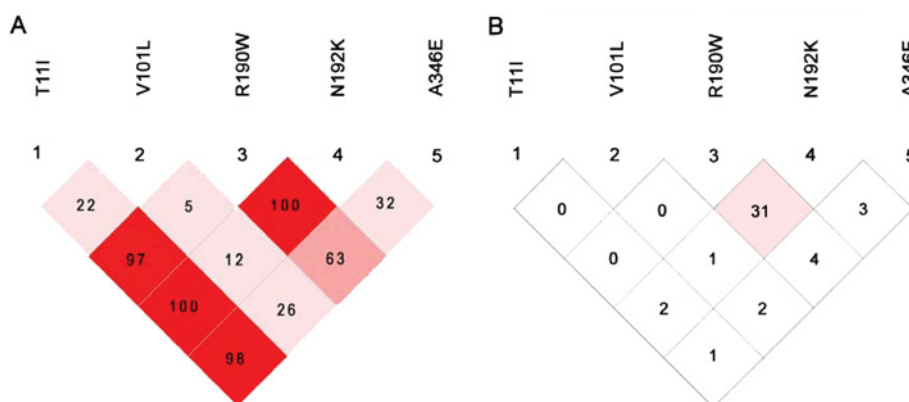 A
T11I
V101L
R190W
N192K
A346E
1 2 3 4 5
22 5 100 32
97 12 63
100 26
98
B
T11I
V101L
R190W
N192K
A346E
1 2 3 4 5
0 0 31 3
0 1 4
2 2
1